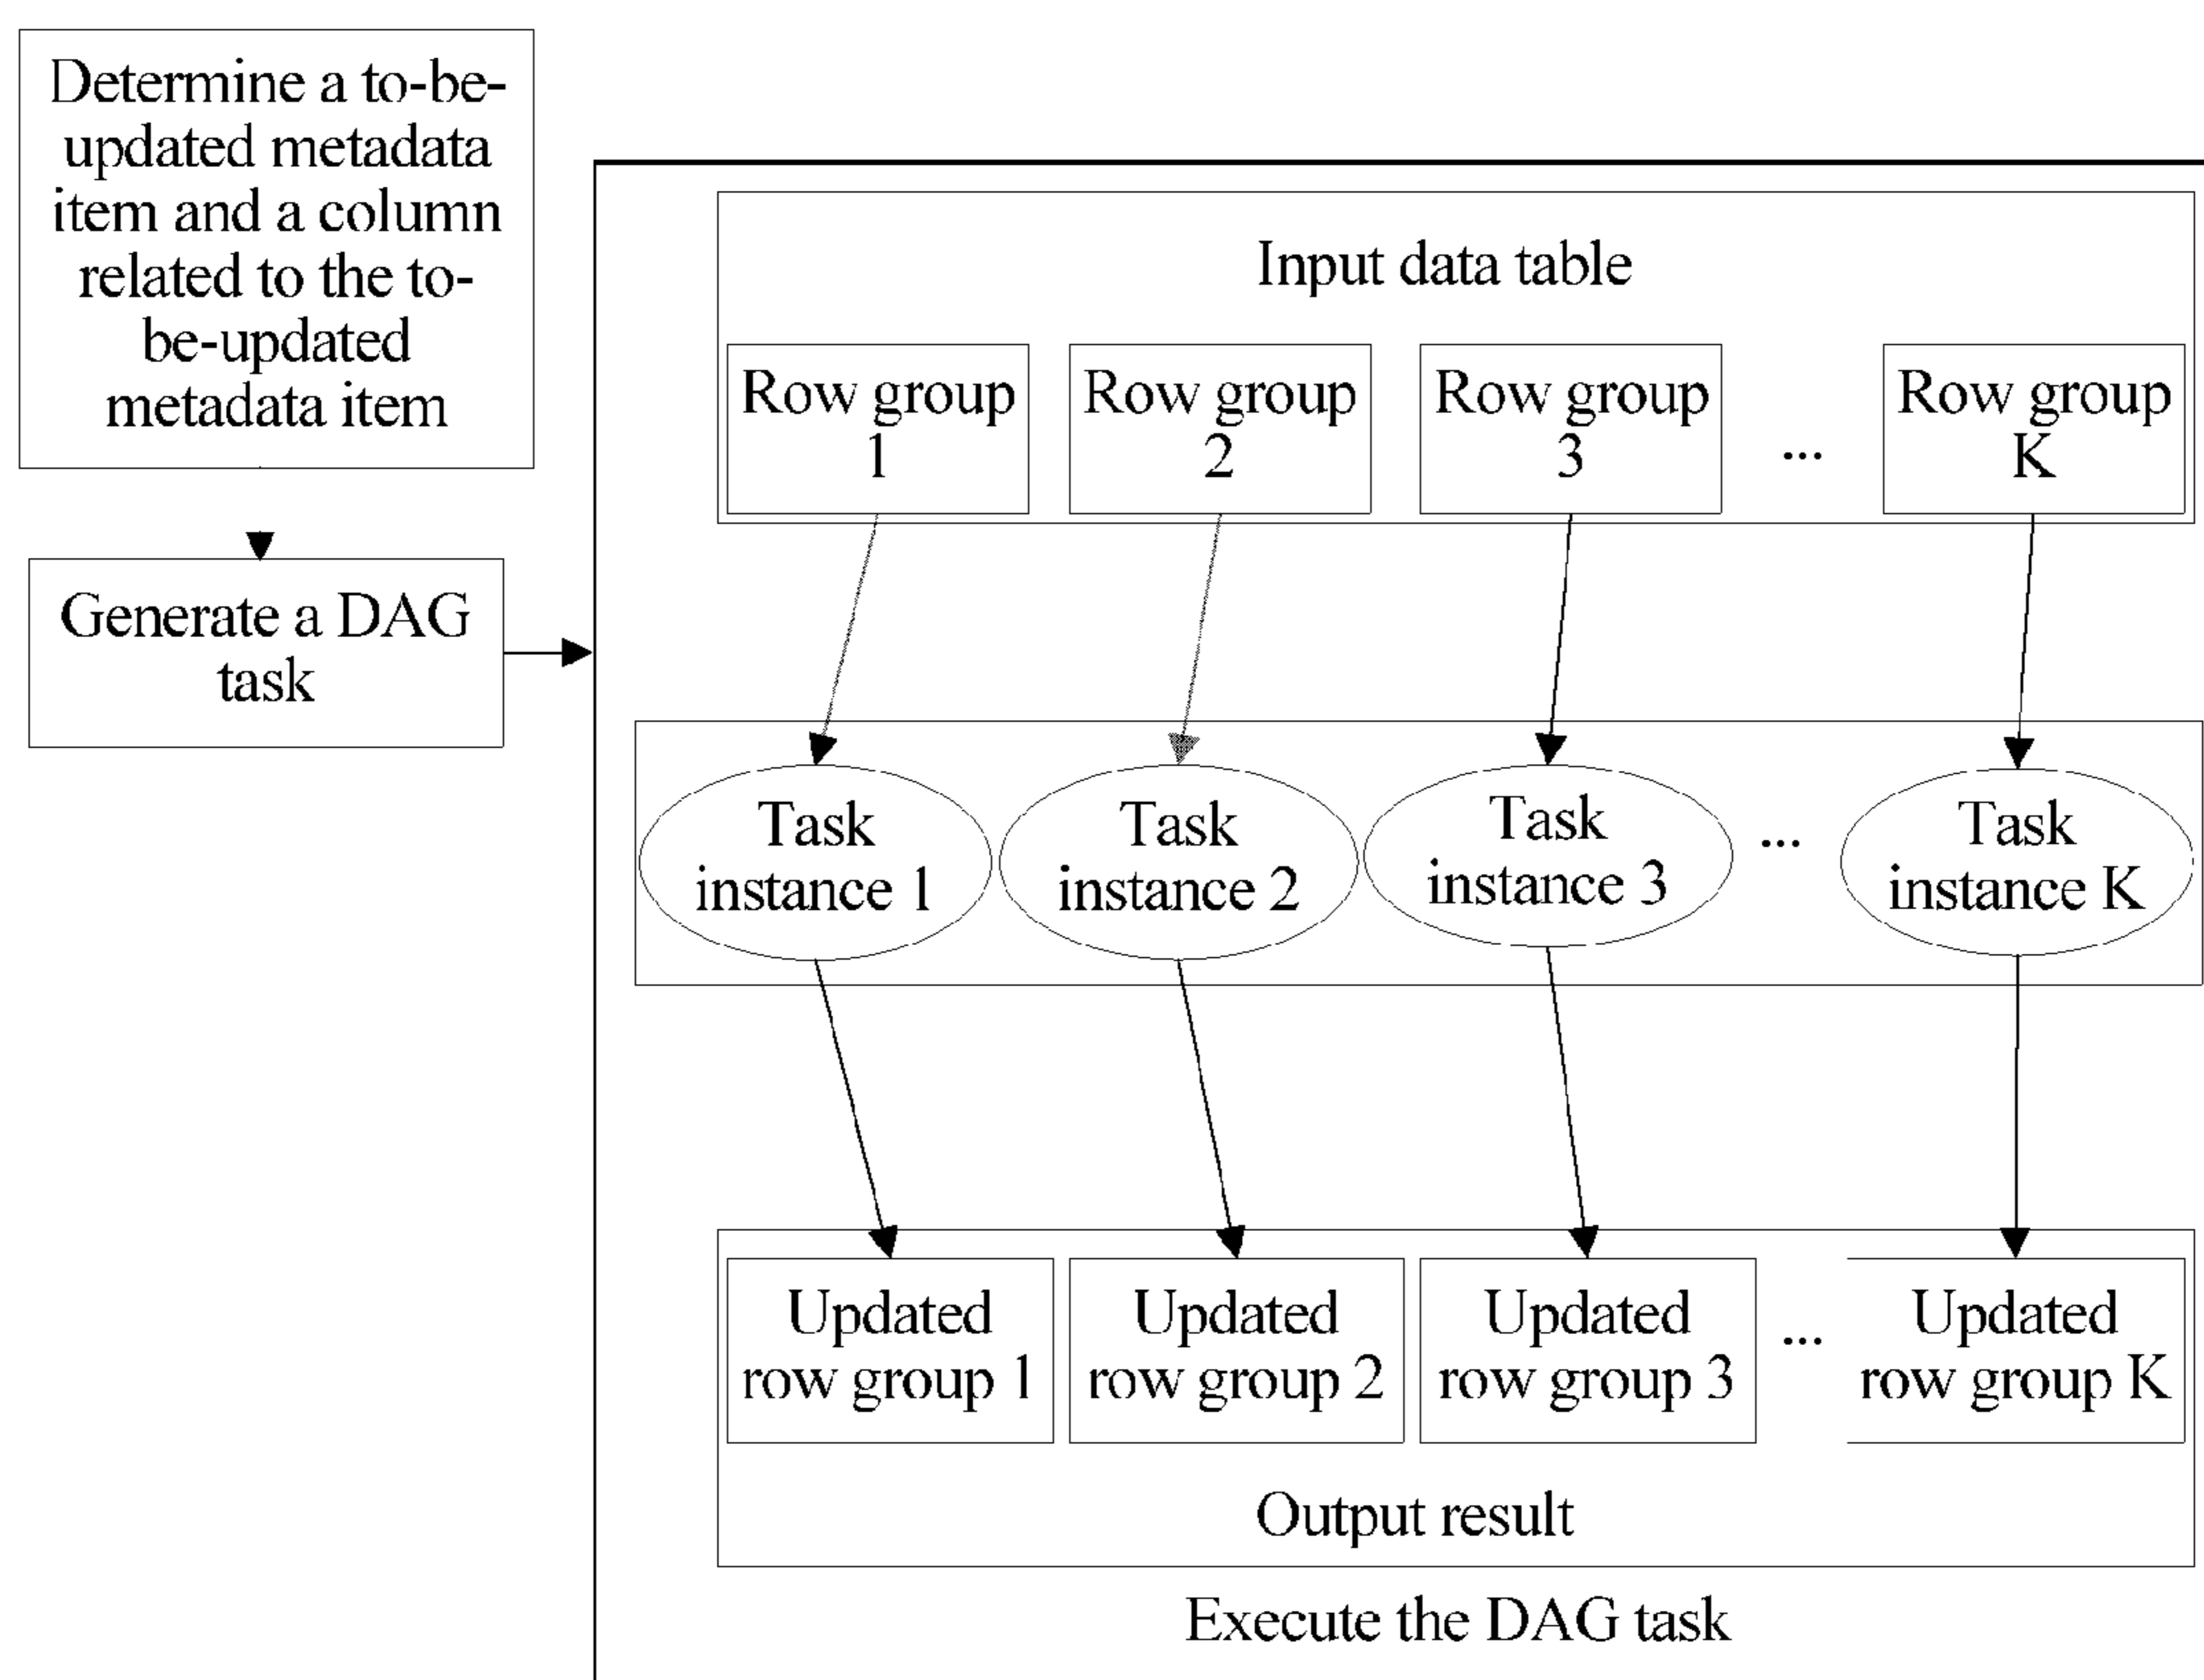 Determine a to-be-
updated metadata
item and a column
related to the to-
be-updated
metadata item
Generate a DAG
task
Input data table
Row group
1
Row group
2
Row group
3
...
Row group
K
Task
instance 1
Task
instance 2
Task
instance 3
...
Task
instance K
Updated
row group 1
Updated
row group 2
Updated
row group 3
...
Updated
row group K
Output result
Execute the DAG task